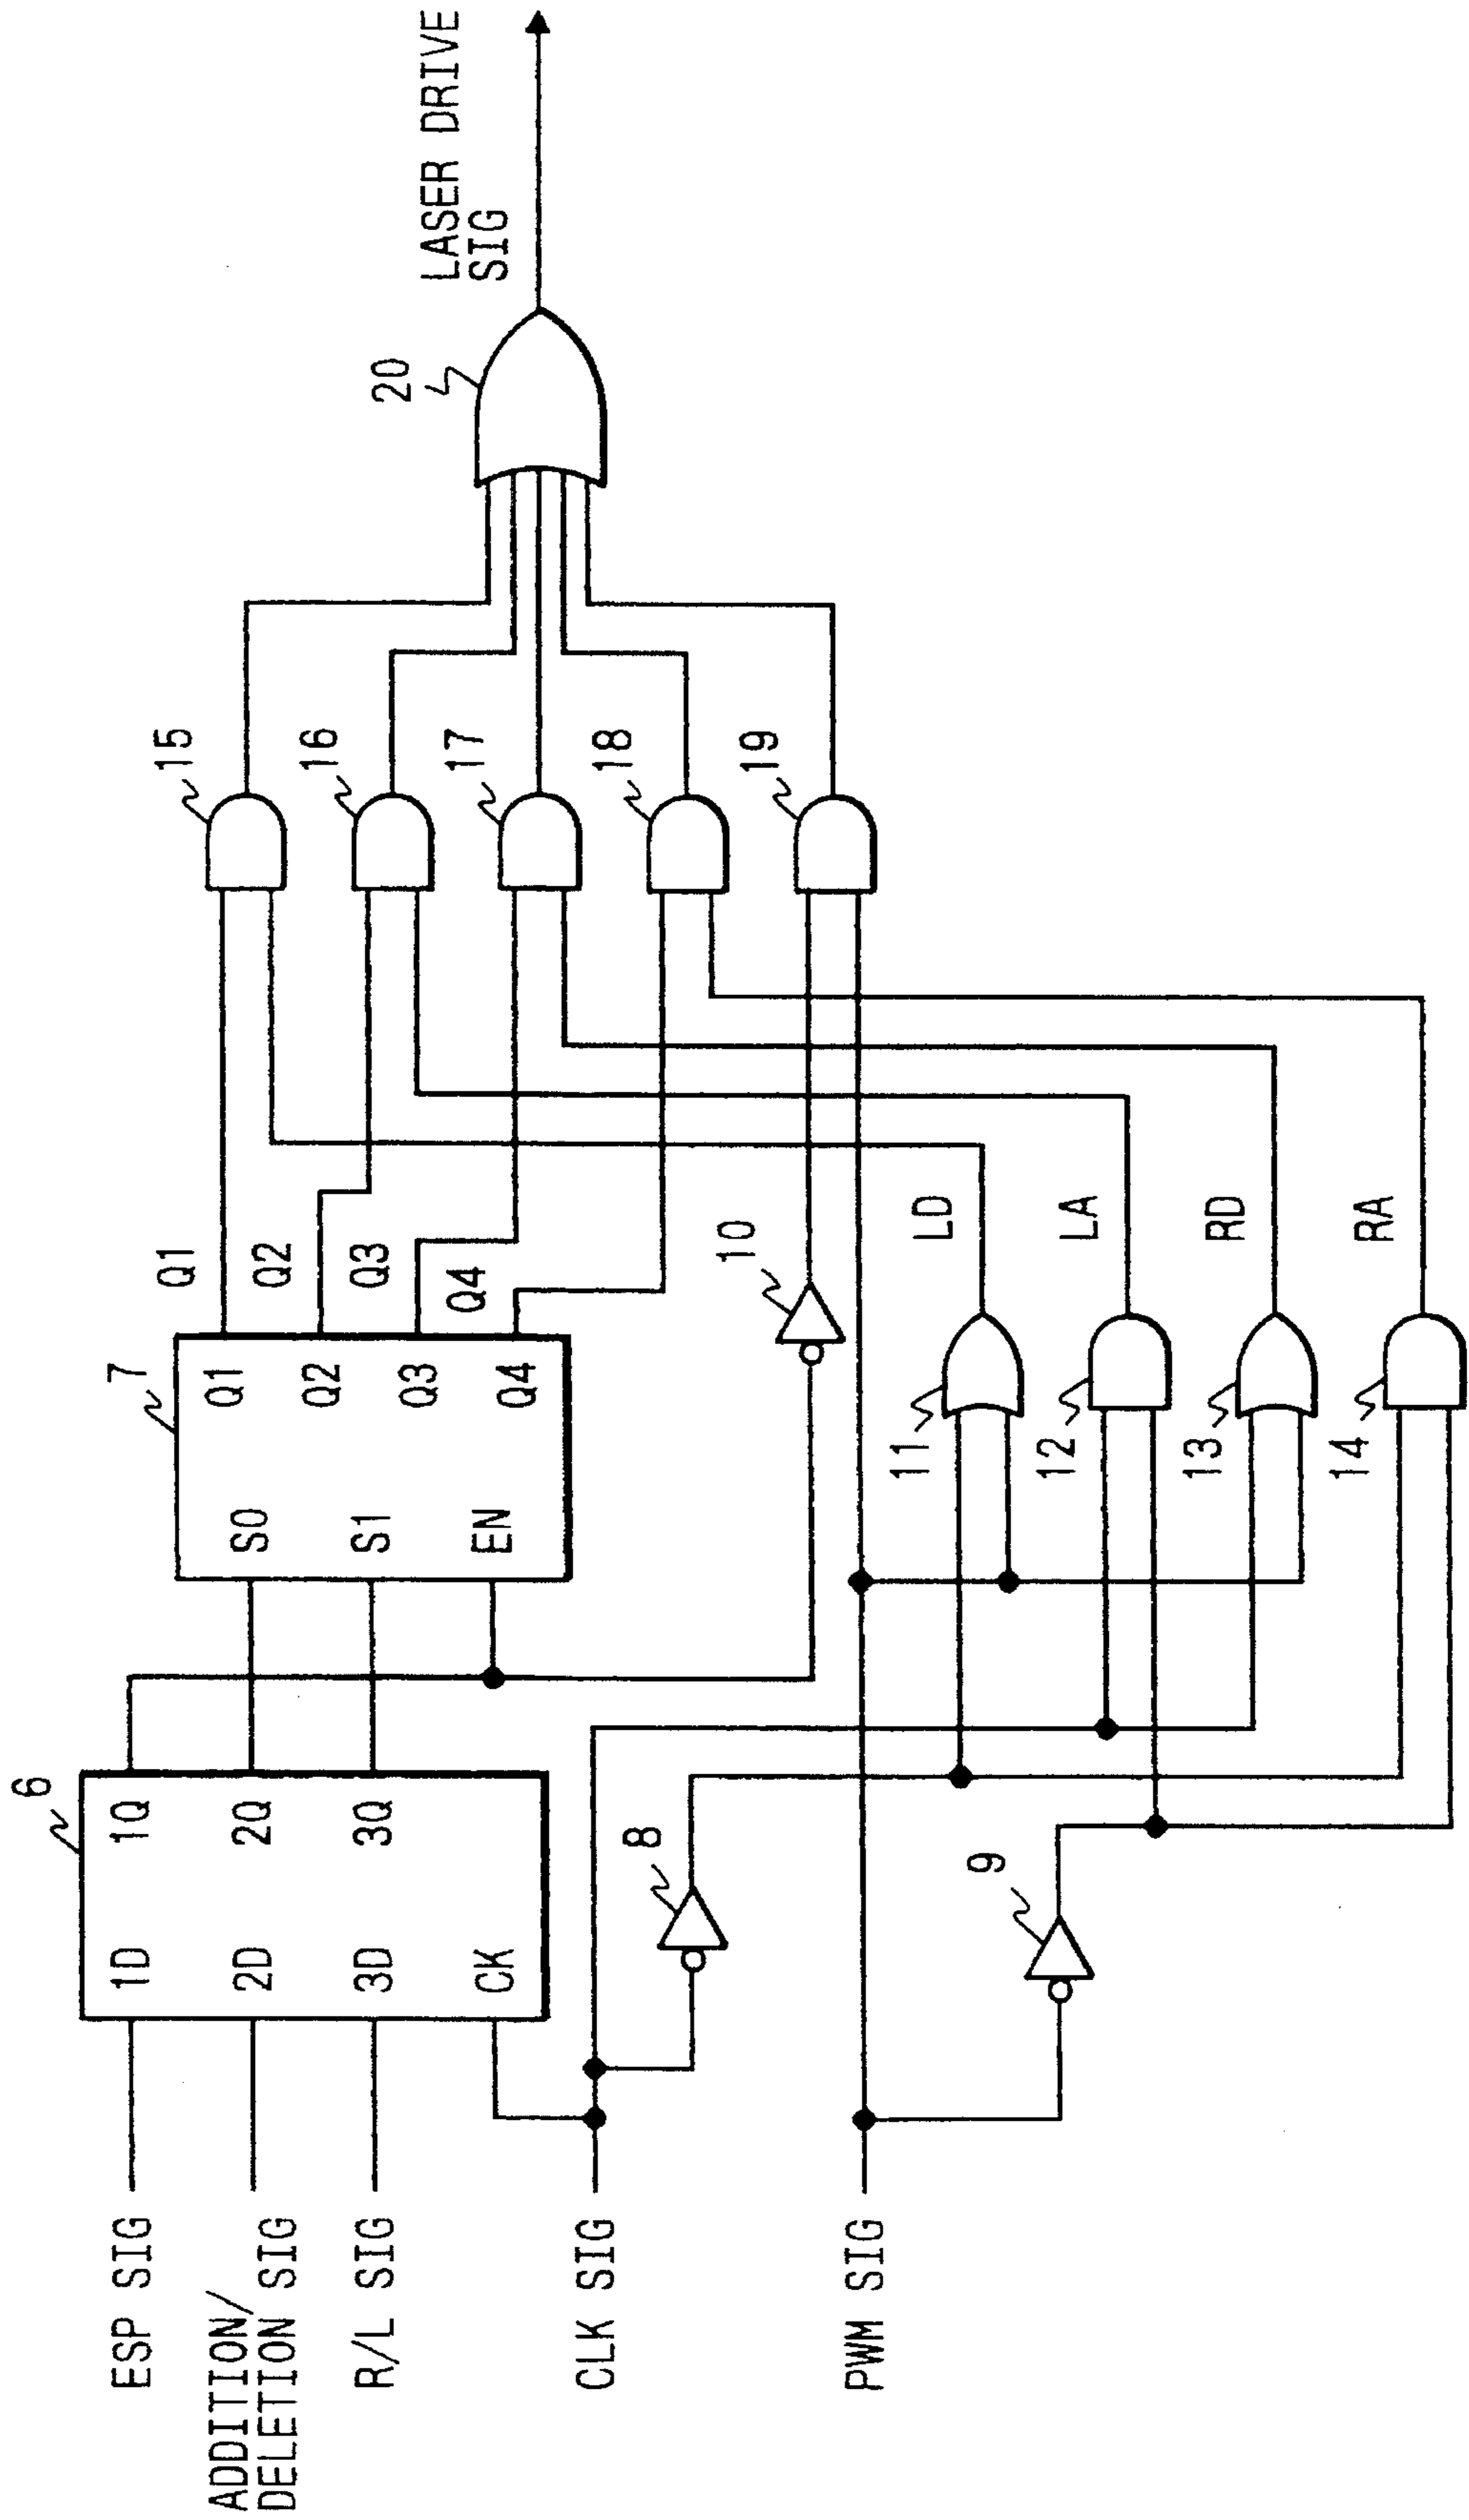 ESP SIG
ADDITION/
DELETION SIG
R/L SIG
CLK SIG
PWM SIG
6
1D
2D
3D
CK
1Q
2Q
3Q
8
9
7
S0
S1
EN
Q1
Q2
Q3
Q4
Q1
Q2
Q3
Q4
10
11
12
13
14
LD
LA
RD
RA
15
16
17
18
19
20
LASER DRIVE
SIG